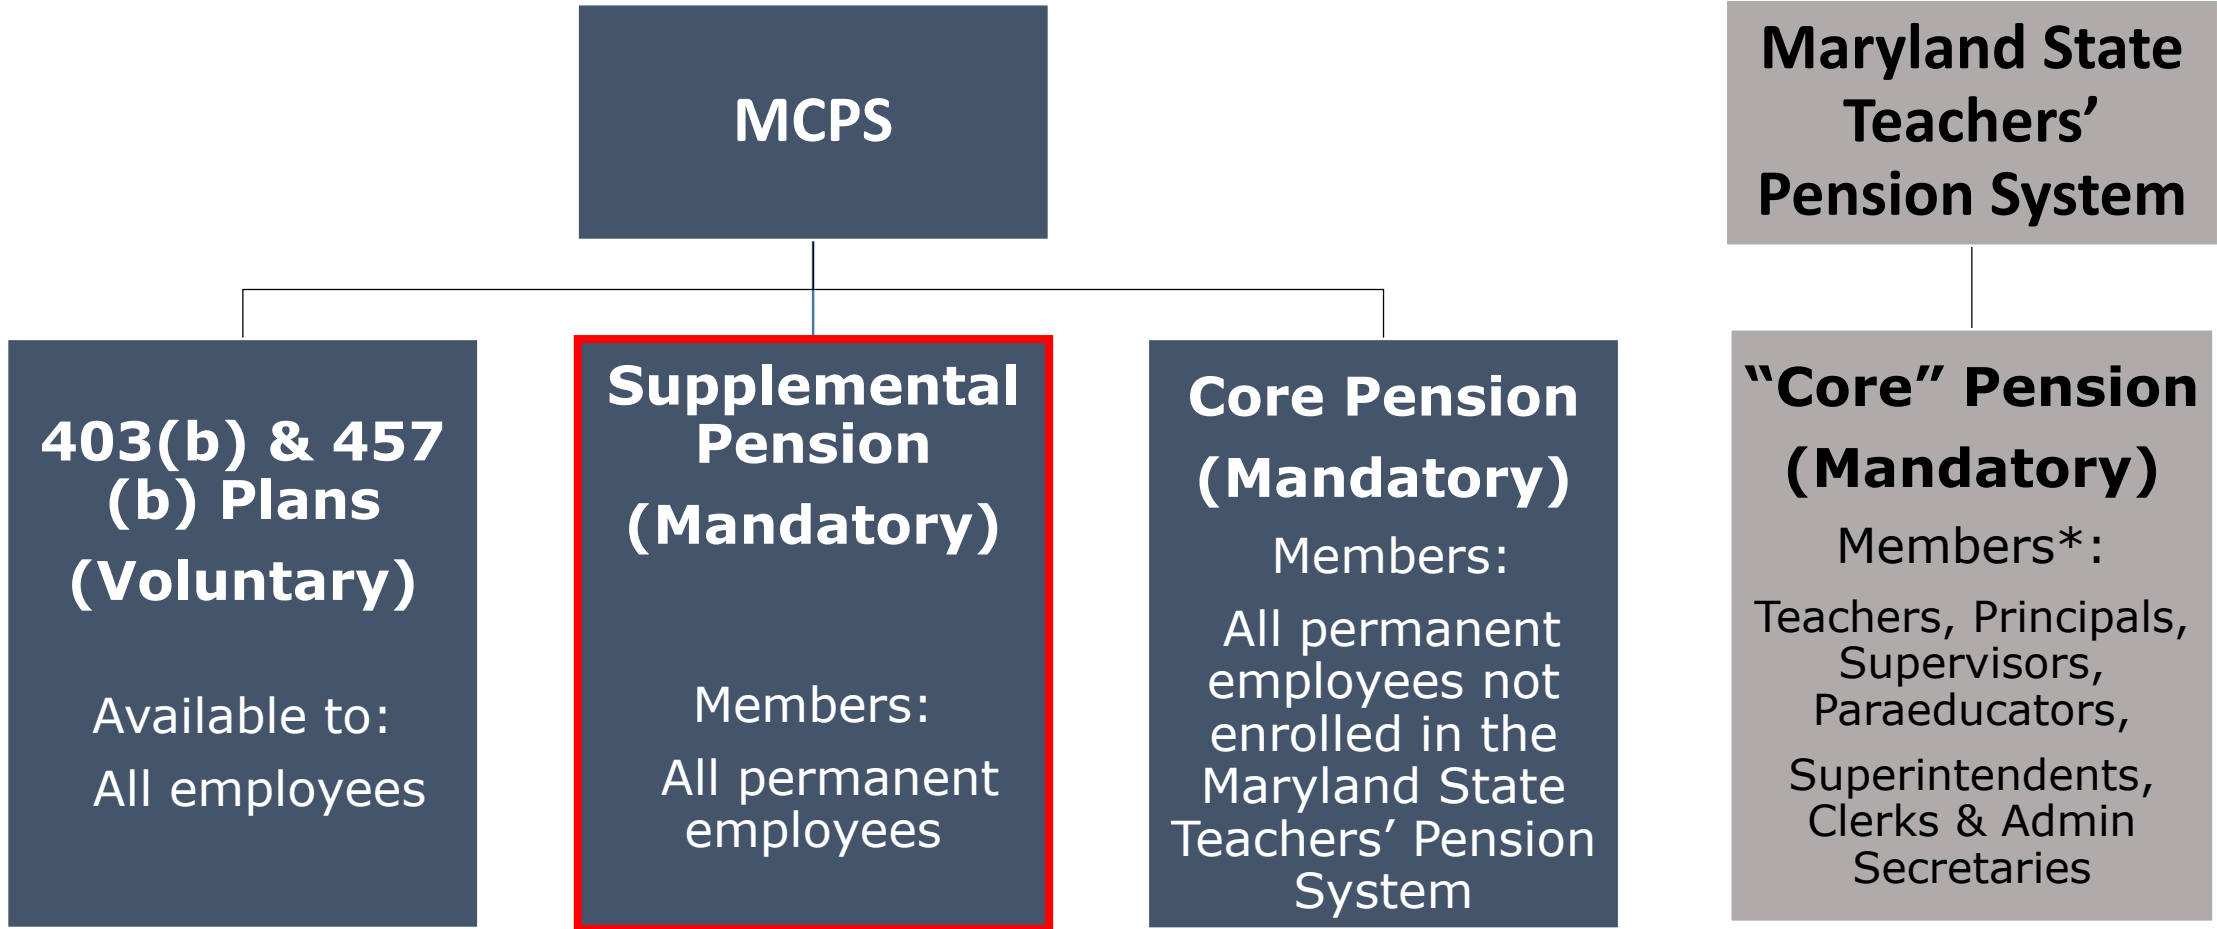 MCPS
Maryland State
Teachers’
Pension System
403(b) & 457
(b) Plans
(Voluntary)
Available to:
All employees
Supplemental
Pension
(Mandatory)
Members:
All permanent
employees
Core Pension
(Mandatory)
Members:
All permanent
employees not
enrolled in the
Maryland State
Teachers’ Pension
System
“Core” Pension
(Mandatory)
Members*:
Teachers, Principals,
Supervisors,
Paraeducators,
Superintendents,
Clerks & Admin
Secretaries